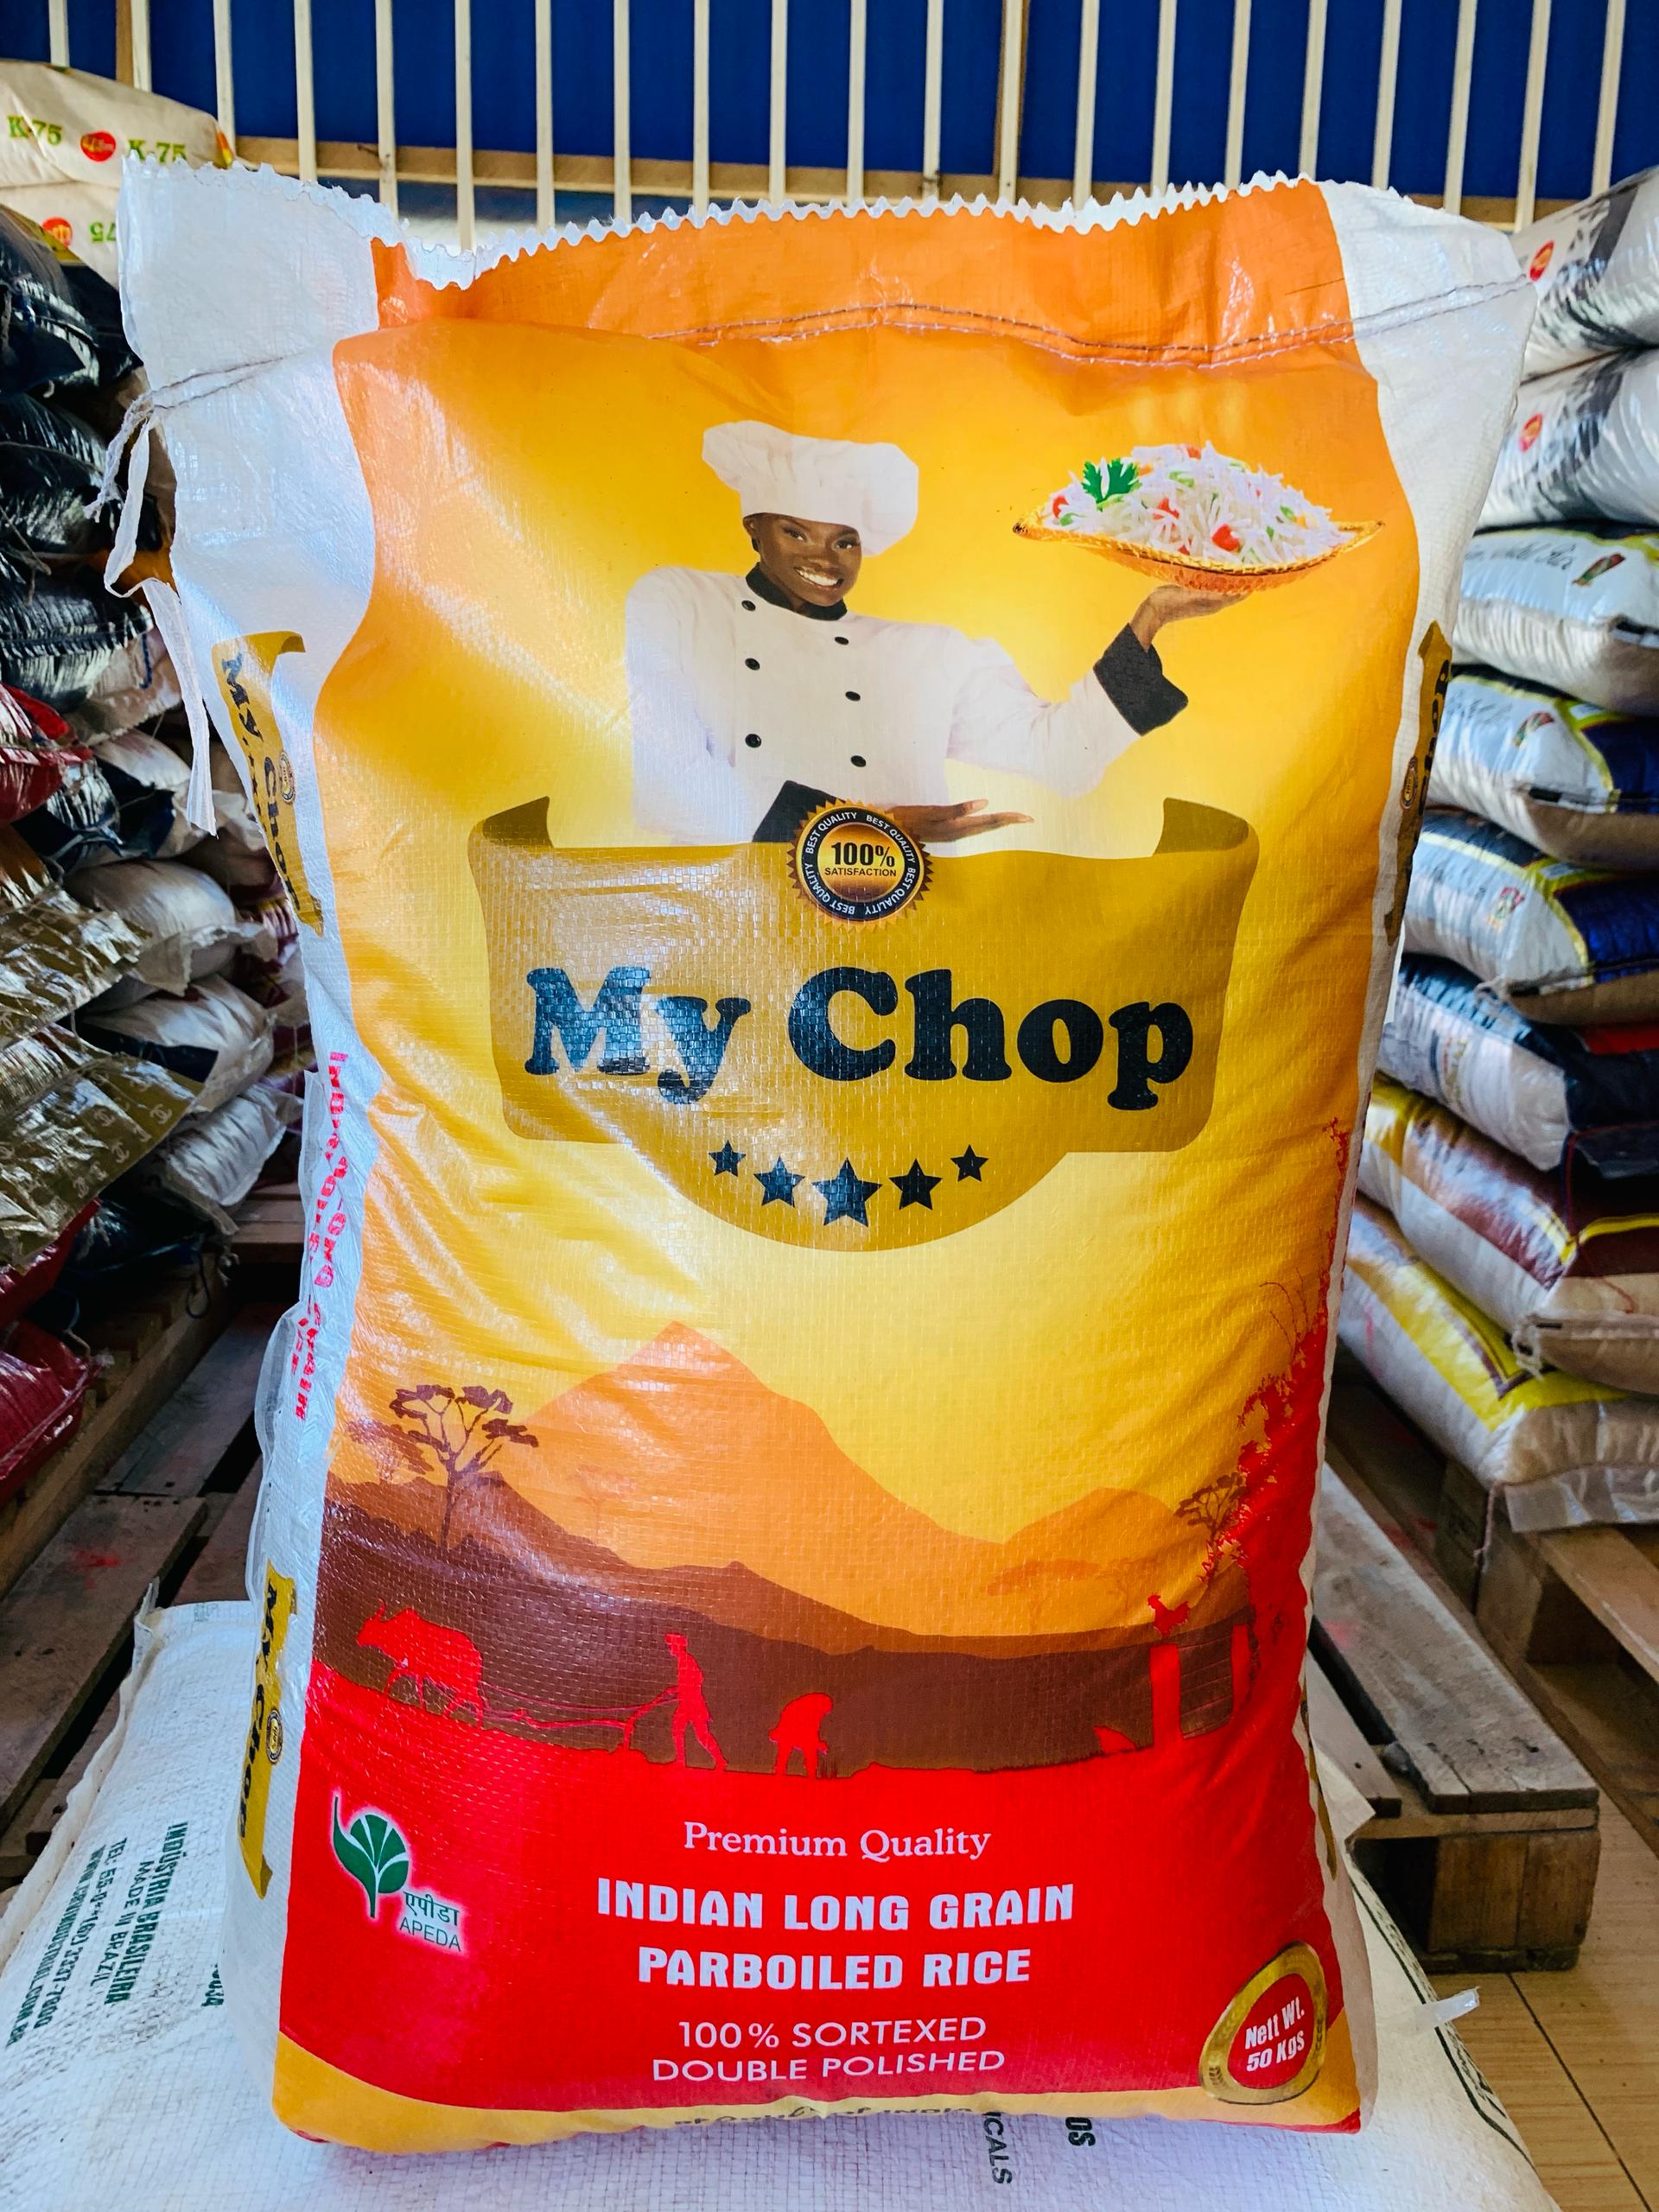 K-75 K-75
75
BEST QUALITY BEST QUALITY BEST QUALITY BEST QUALITY
100%
SATISFACTION
My Chop
My Chop
My Chop
Premium Quality
INDIAN LONG GRAIN
PARBOILED RICE
100% SORTEXED
DOUBLE POLISHED
एपीडा
APEDA
Nett Wt.
50 Kgs
INDÚSTRIA BRASILEIRA
MADE IN BRAZIL